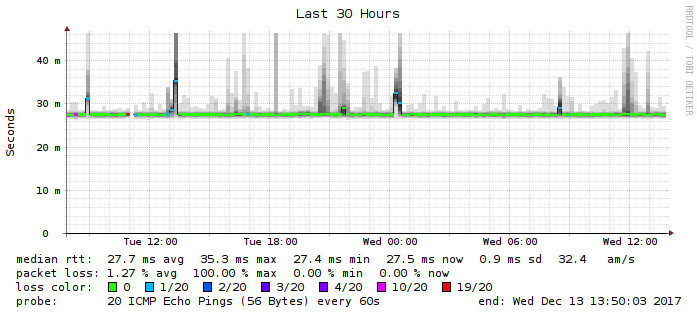 Last 30 Hours
RRDTOOL / TOBI OETIKER
Seconds
40 m
30 m
20 m
10 m
0
Tue 12:00 Tue 18:00 Wed 00:00 Wed 06:00 Wed 12:00
median rtt: 27.7 ms avg 35.3 ms max 27.4 ms min 27.5 ms now 0.9 ms sd 32.4 am/s
packet loss: 1.27 % avg 100.00 % max 0.00 % min 0.00 % now
loss color: 0 1/20 2/20 3/20 4/20 10/20 19/20
probe: 20 ICMP Echo Pings (56 Bytes) every 60s end: Wed Dec 13 13:50:03 2017